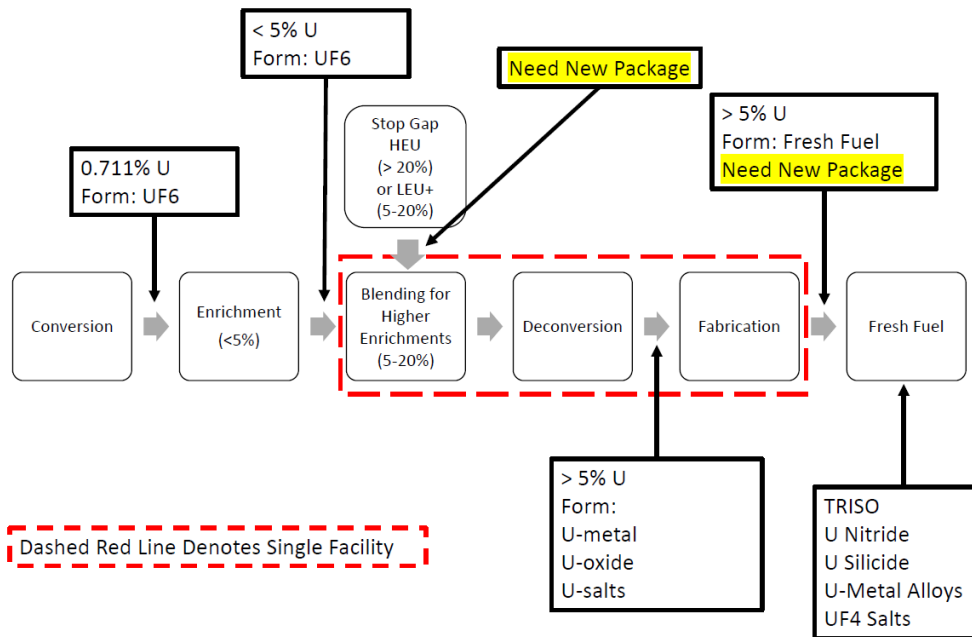 < 5% U
Form: UF6
Need New Package
> 5% U
Form: Fresh Fuel
Need New Package
Stop Gap
HEU
(> 20%)
or LEU+
(5-20%)
0.711% U
Form: UF6
Conversion
Enrichment
(<5%)
Blending for
Higher
Enrichments
(5-20%)
Deconversion
Fabrication
Fresh Fuel
> 5% U
Form:
U-metal
U-oxide
U-salts
TRISO
U Nitride
U Silicide
U-Metal Alloys
UF4 Salts
Dashed Red Line Denotes Single Facility